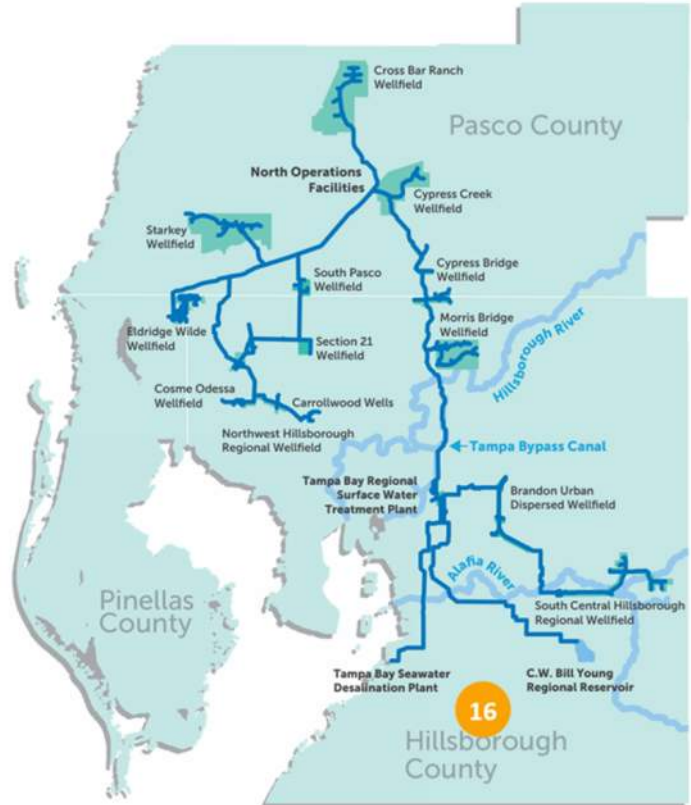 Cross Bar Ranch
Wellfield
Pasco County
North Operations
Facilities
Cypress Creek
Wellfield
Starkey
Wellfield
South Pasco
Wellfield
Cypress Bridge
Wellfield
Eldridge Wilde
Wellfield
Section 21
Wellfield
Morris Bridge
Wellfield
Hillsborough River
Cosme Odessa
Wellfield
Carrollwood Wells
Northwest Hillsborough
Regional Wellfield
Tampa Bypass Canal
Tampa Bay Regional
Surface Water
Treatment Plant
Brandon Urban
Dispersed Wellfield
Alafia River
Pinellas
County
South Central Hillsborough
Regional Wellfield
Tampa Bay Seawater
Desalination Plant
C.W. Bill Young
Regional Reservoir
16
Hillsborough
County